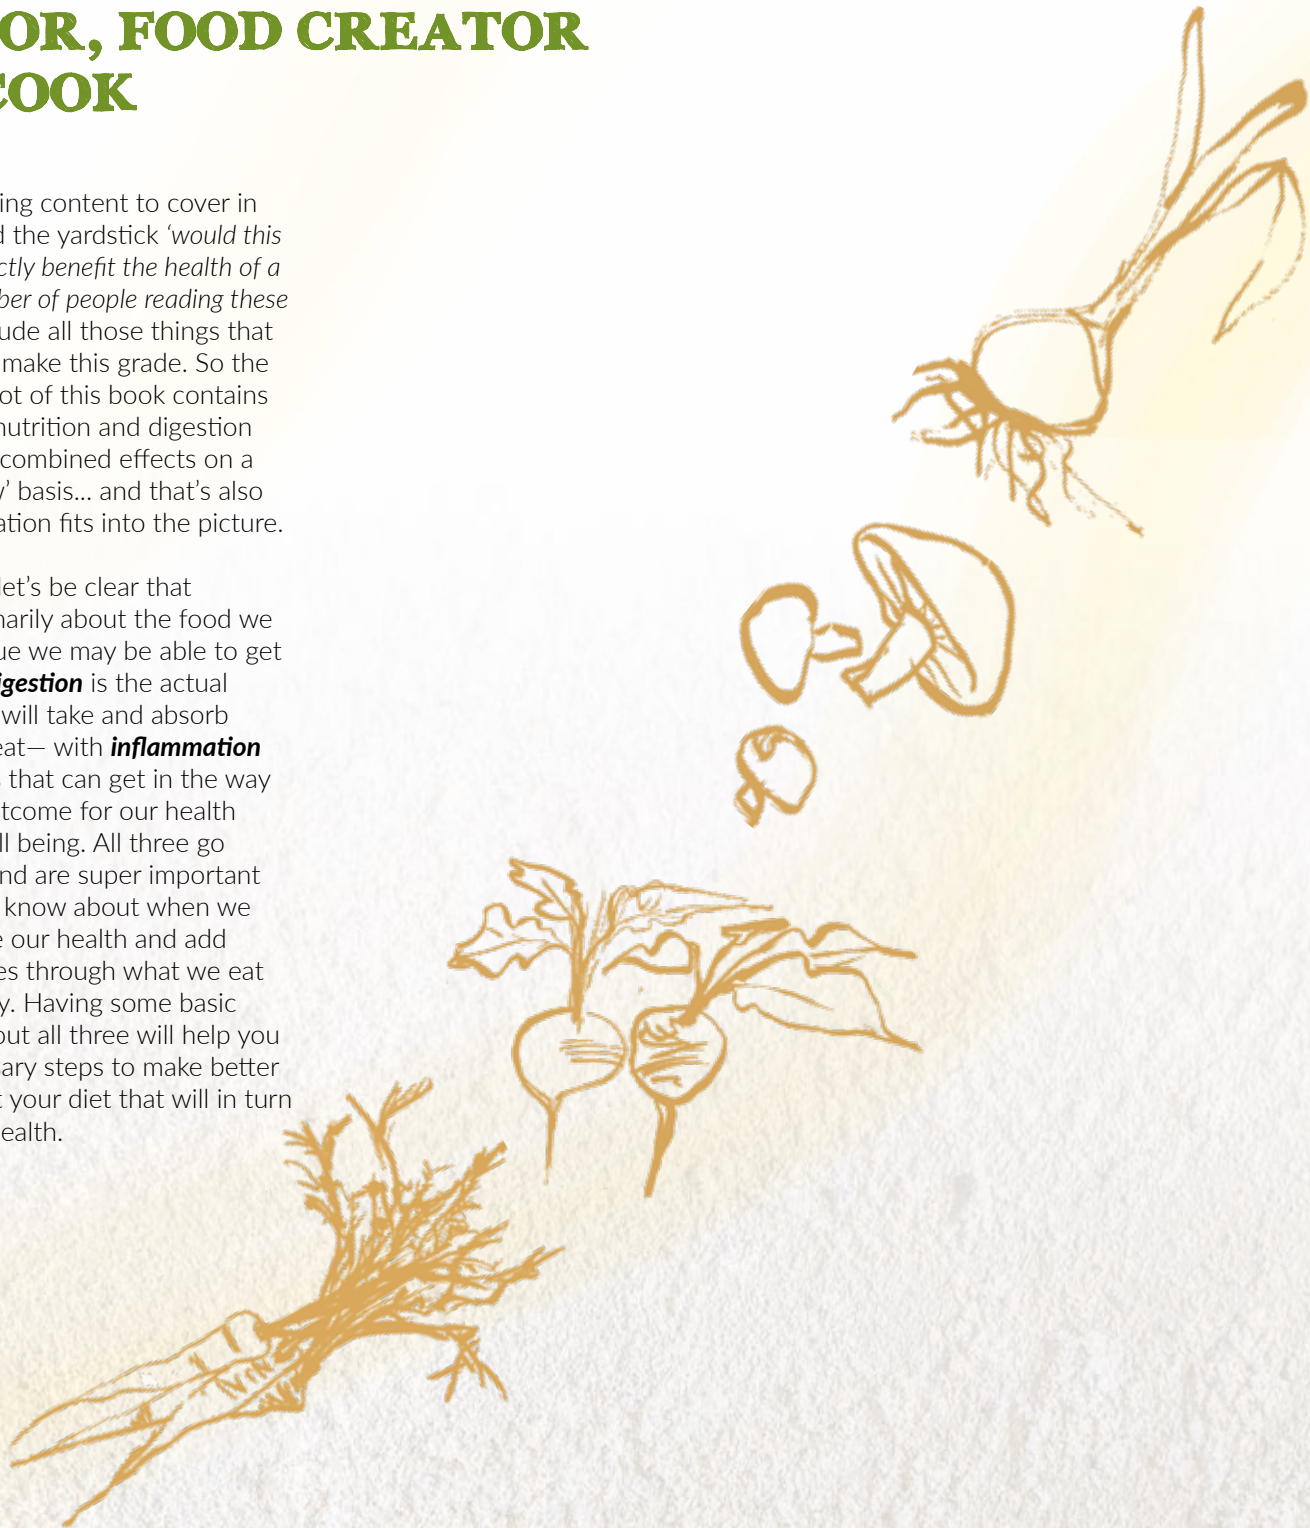 OR, FOOD CREATOR
COOK
ing content to cover in
d the yardstick ‘would this
ctly benefit the health of a
ber of people reading these
ude all those things that
make this grade. So the
ot of this book contains
nutrition and digestion
combined effects on a
y’ basis... and that’s also
ation fits into the picture.
let’s be clear that
marily about the food we
ue we may be able to get
igestion is the actual
will take and absorb
eat— with inflammation
s that can get in the way
tcome for our health
ll being. All three go
nd are super important
know about when we
e our health and add
es through what we eat
y. Having some basic
out all three will help you
sary steps to make better
t your diet that will in turn
ealth.